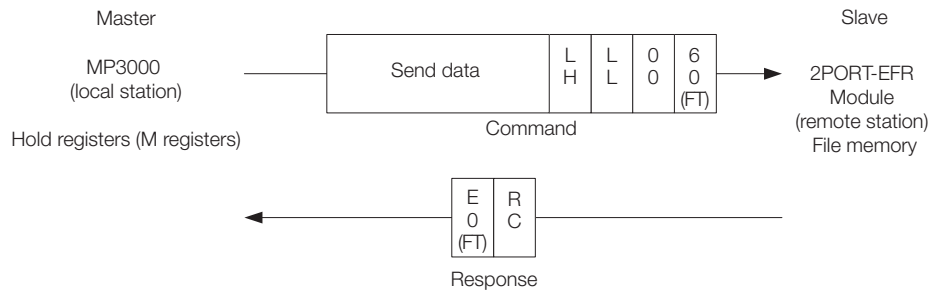 Master
Slave
MP3000
(local station)
Hold registers (M registers)
Send data
L
H
L
L
0
0
6
0
(FT)
Command
2PORT-EFR
Module
(remote station)
File memory
E
0
(FT)
R
C
Response